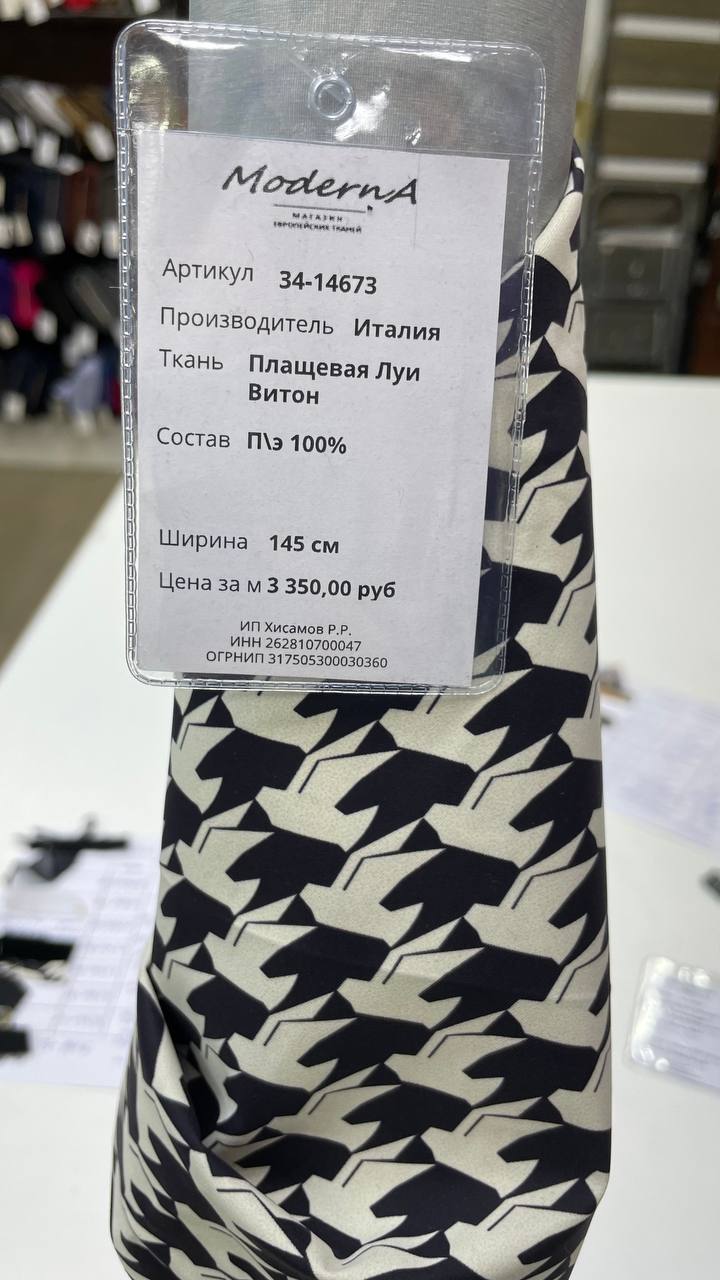 ModernA
МАГАЗИН
ЕВРОПЕЙСКИХ ТКАНЕЙ
Артикул 34-14673
Производитель Италия
Ткань Плащевая Луи
Витон
Состав П\э 100%
Ширина 145 см
Цена за м 3 350,00 руб
ИП Хисамов Р.Р.
ИНН 262810700047
ОГРНИП 317505300030360